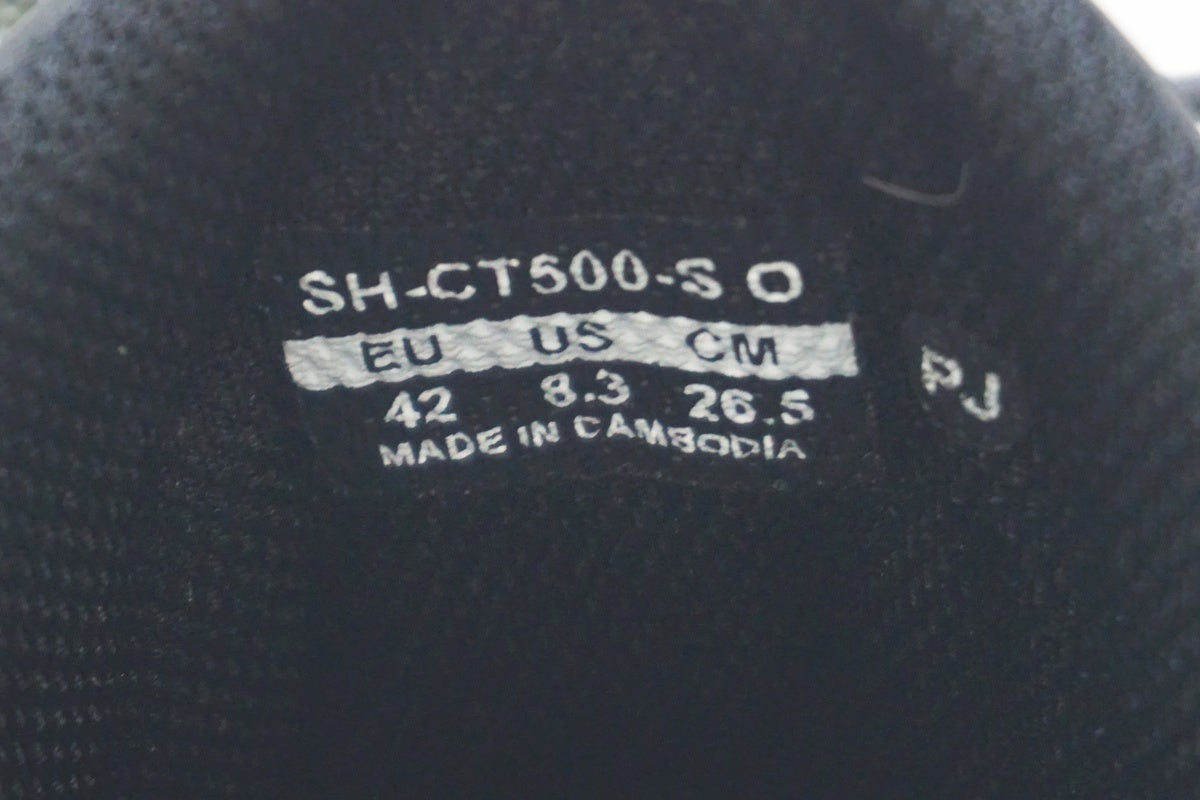 SH-CT500-S O
EU US CM
42 8.3 26.5
MADE IN CAMBODIA
PJ